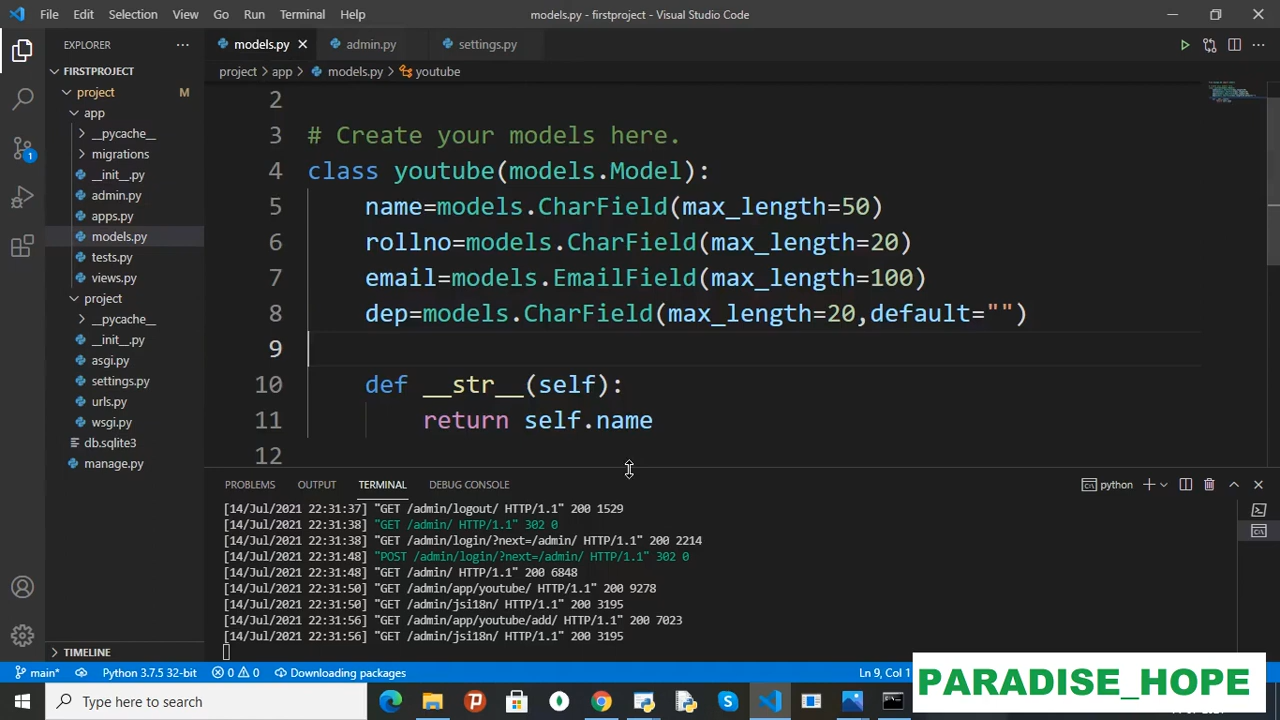 File Edit Selection View Go Run Terminal Help
models.py - firstproject - Visual Studio Code
EXPLORER
models.py
admin.py
settings.py
FIRSTPROJECT
project > app > models.py > youtube
project M
app
__pycache__
migrations
__init__.py
admin.py
apps.py
models.py
tests.py
views.py
project
__pycache__
__init__.py
asgi.py
settings.py
urls.py
wsgi.py
db.sqlite3
manage.py
TIMELINE
1
2
3 # Create your models here.
4 class youtube(models.Model):
5 name=models.CharField(max_length=50)
6 rollno=models.CharField(max_length=20)
7 email=models.EmailField(max_length=100)
8 dep=models.CharField(max_length=20,default="")
9
10 def __str__(self):
11 return self.name
12
PROBLEMS OUTPUT TERMINAL DEBUG CONSOLE
python
[14/Jul/2021 22:31:37] "GET /admin/logout/ HTTP/1.1" 200 1529
[14/Jul/2021 22:31:38] "GET /admin/ HTTP/1.1" 302 0
[14/Jul/2021 22:31:38] "GET /admin/login/?next=/admin/ HTTP/1.1" 200 2214
[14/Jul/2021 22:31:48] "POST /admin/login/?next=/admin/ HTTP/1.1" 302 0
[14/Jul/2021 22:31:48] "GET /admin/ HTTP/1.1" 200 6848
[14/Jul/2021 22:31:50] "GET /admin/app/youtube/ HTTP/1.1" 200 9278
[14/Jul/2021 22:31:50] "GET /admin/jsi18n/ HTTP/1.1" 200 3195
[14/Jul/2021 22:31:56] "GET /admin/app/youtube/add/ HTTP/1.1" 200 7023
[14/Jul/2021 22:31:56] "GET /admin/jsi18n/ HTTP/1.1" 200 3195
main* Python 3.7.5 32-bit 0 0 Downloading packages
Ln 9, Col 1
Type here to search
PARADISE_HOPE